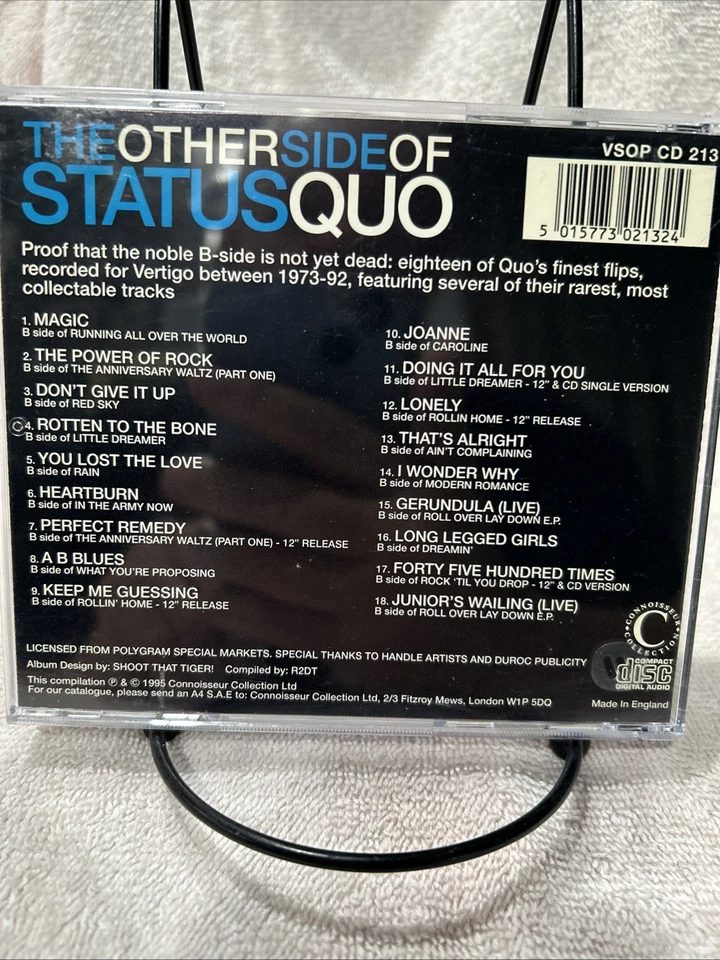 THEOTHERSIDEOF
STATUSQUO
VSOP CD 213
5 015773 021324
Proof that the noble B-side is not yet dead: eighteen of Quo's finest flips,
recorded for Vertigo between 1973-92, featuring several of their rarest, most
collectable tracks
1. MAGIC
B side of RUNNING ALL OVER THE WORLD
2. THE POWER OF ROCK
B side of THE ANNIVERSARY WALTZ (PART ONE)
3. DON'T GIVE IT UP
B side of RED SKY
4. ROTTEN TO THE BONE
B side of LITTLE DREAMER
5. YOU LOST THE LOVE
B side of RAIN
6. HEARTBURN
B side of IN THE ARMY NOW
7. PERFECT REMEDY
B side of THE ANNIVERSARY WALTZ (PART ONE) - 12" RELEASE
8. A B BLUES
B side of WHAT YOU'RE PROPOSING
9. KEEP ME GUESSING
B side of ROLLIN' HOME - 12" RELEASE
10. JOANNE
B side of CAROLINE
11. DOING IT ALL FOR YOU
B side of LITTLE DREAMER - 12" & CD SINGLE VERSION
12. LONELY
B side of ROLLIN HOME - 12" RELEASE
13. THAT'S ALRIGHT
B side of AIN'T COMPLAINING
14. I WONDER WHY
B side of MODERN ROMANCE
15. GERUNDULA (LIVE)
B side of ROLL OVER LAY DOWN E.P.
16. LONG LEGGED GIRLS
B side of DREAMIN'
17. FORTY FIVE HUNDRED TIMES
B side of ROCK 'TIL YOU DROP - 12" & CD VERSION
18. JUNIOR'S WAILING (LIVE)
B side of ROLL OVER LAY DOWN E.P.
LICENSED FROM POLYGRAM SPECIAL MARKETS. SPECIAL THANKS TO HANDLE ARTISTS AND DUROC PUBLICITY
Album Design by: SHOOT THAT TIGER! Compiled by: R2DT
This compilation ℗ & © 1995 Connoisseur Collection Ltd
For our catalogue, please send an A4 S.A.E to: Connoisseur Collection Ltd, 2/3 Fitzroy Mews, London W1P 5DQ
CONNOISSEUR COLLECTION
C
COMPACT
disc
DIGITAL AUDIO
Made in England